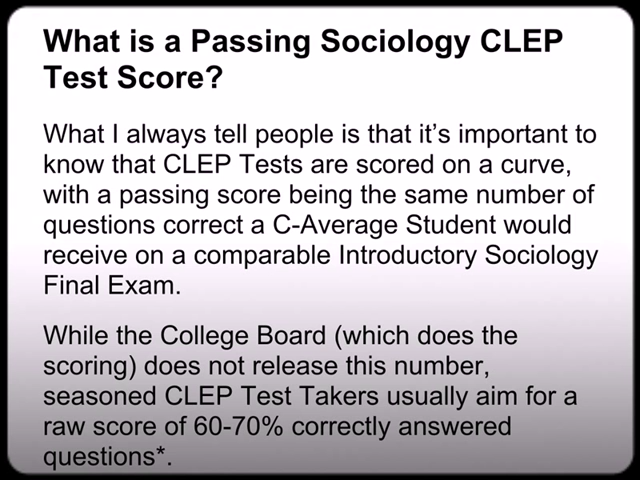 What is a Passing Sociology CLEP
Test Score?
What I always tell people is that it’s important to
know that CLEP Tests are scored on a curve,
with a passing score being the same number of
questions correct a C-Average Student would
receive on a comparable Introductory Sociology
Final Exam.
While the College Board (which does the
scoring) does not release this number,
seasoned CLEP Test Takers usually aim for a
raw score of 60-70% correctly answered
questions*.